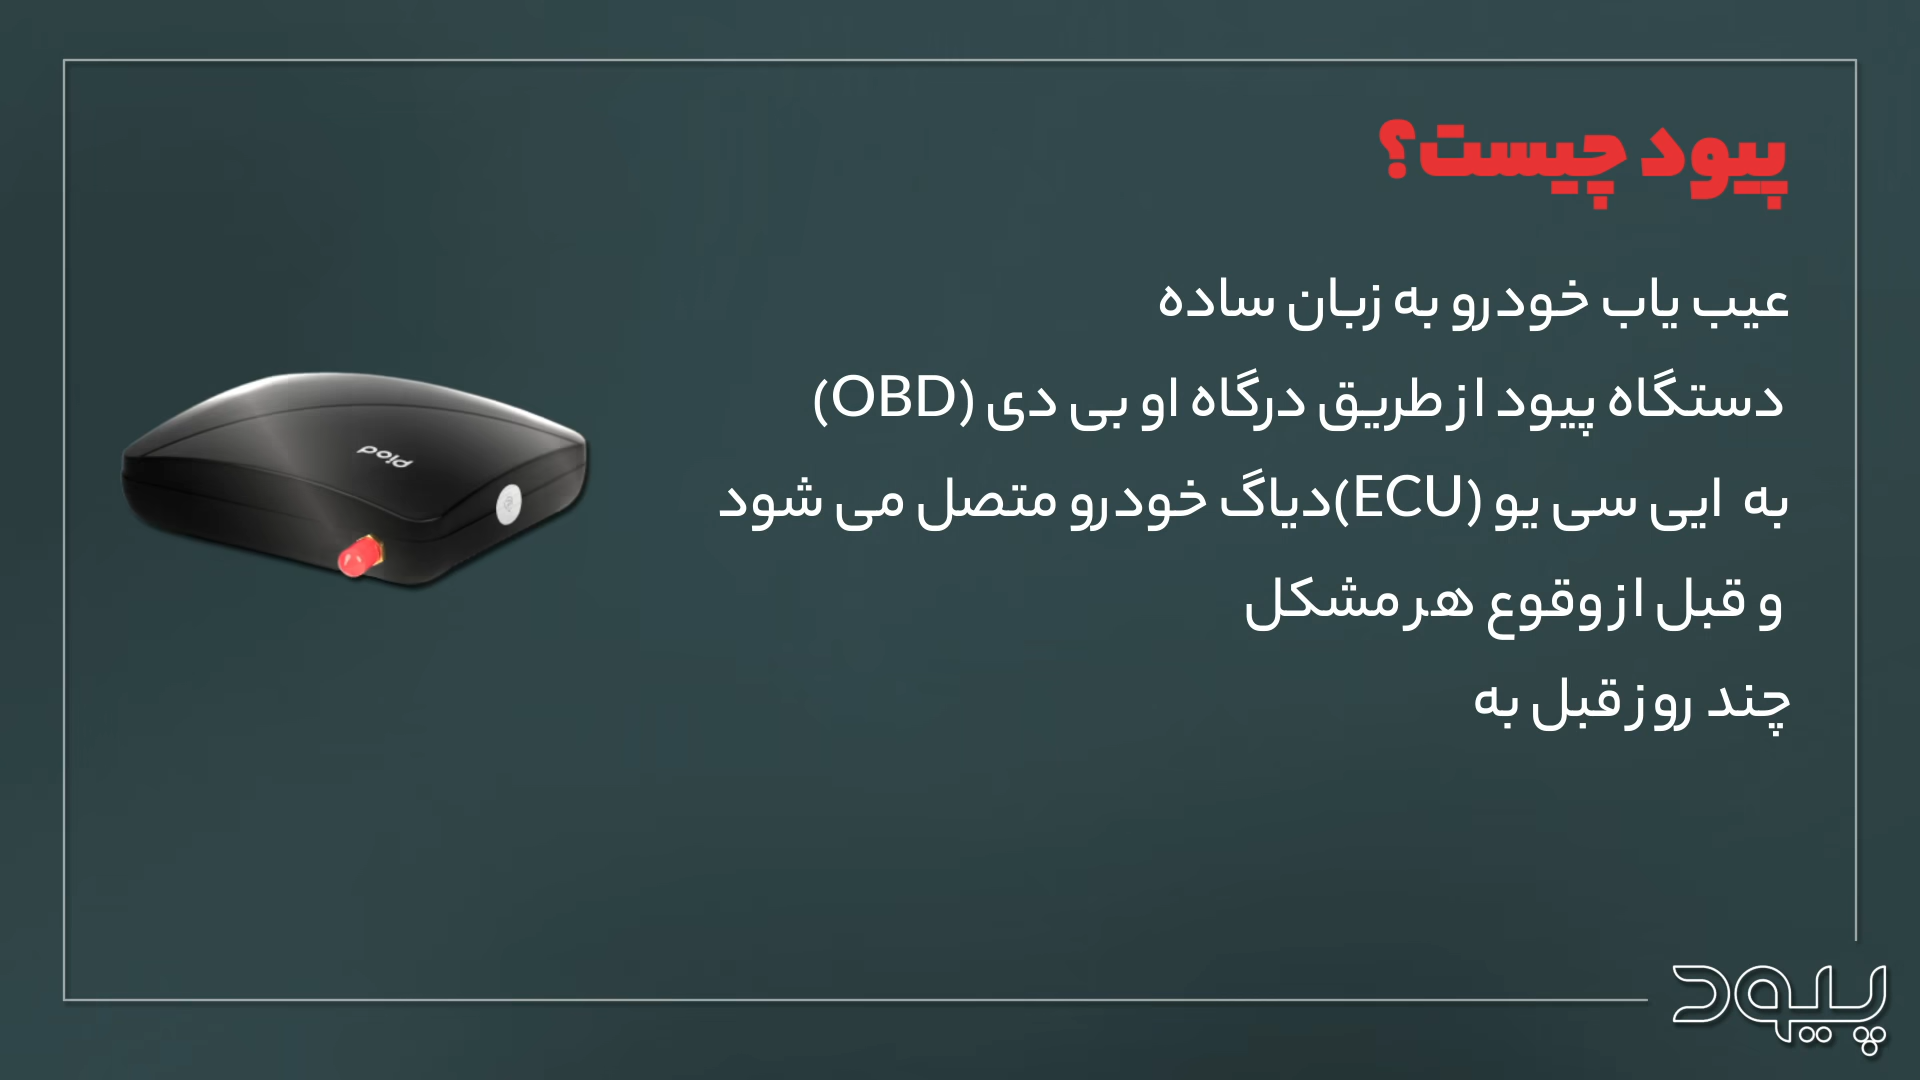 پیود چیست؟
عیب یاب خودرو به زبان ساده
دستگاه پیود از طریق درگاه او بی دی (OBD)
به ایی سی یو (ECU)دیاگ خودرو متصل می شود
و قبل از وقوع هر مشکل
چند روز قبل به
piod
پیود